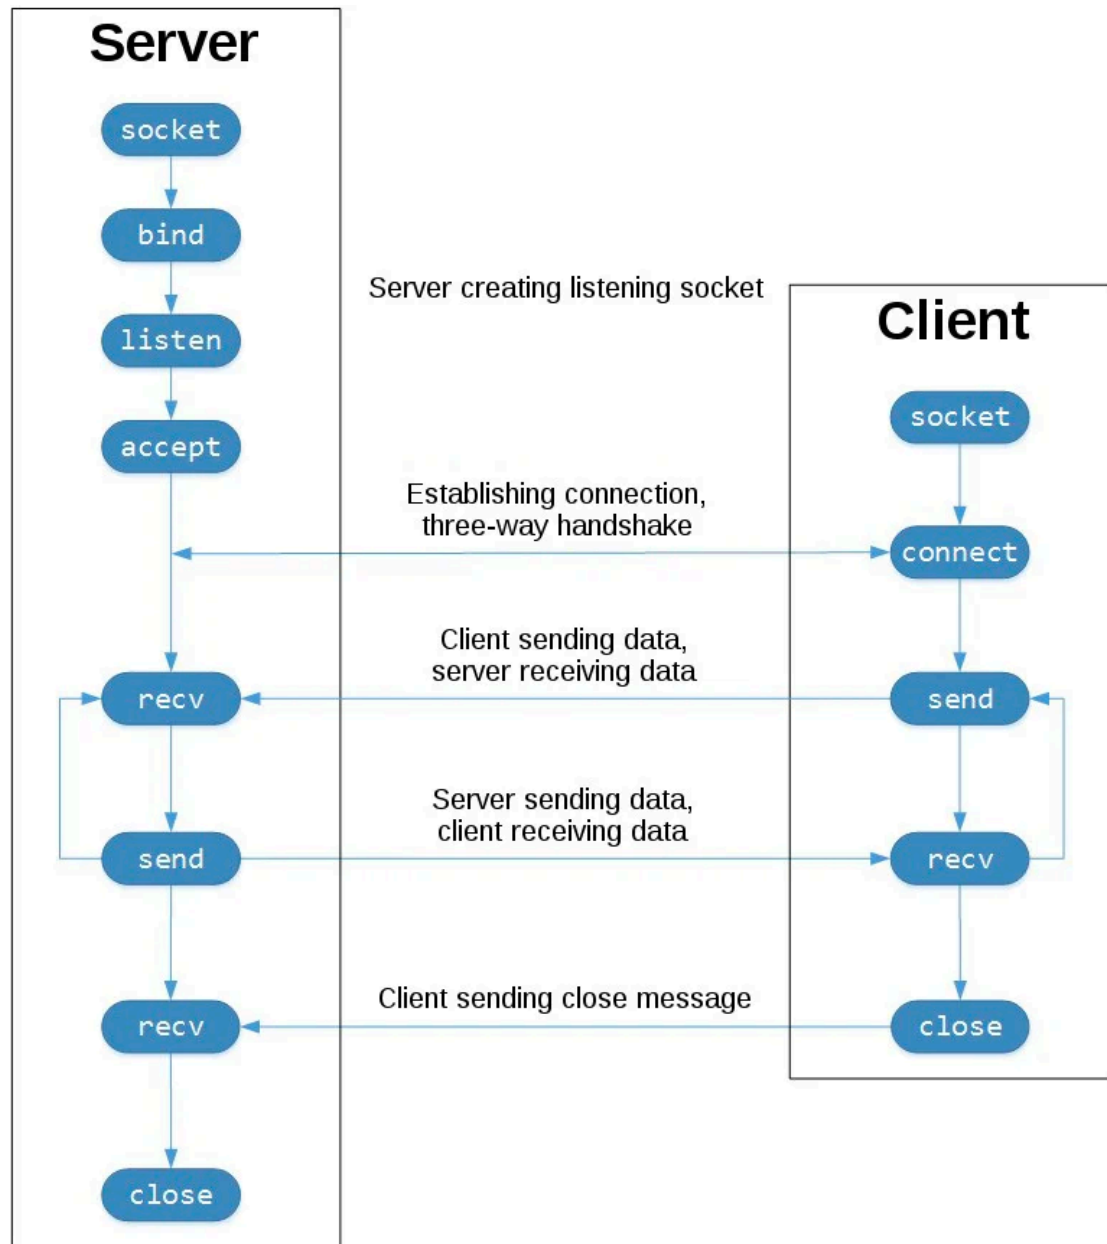 Server
socket
bind
Server creating listening socket
listen
Client
accept
socket
Establishing connection,
three-way handshake
connect
Client sending data,
server receiving data
recv
send
Server sending data,
client receiving data
send
recv
Client sending close message
recv
close
close